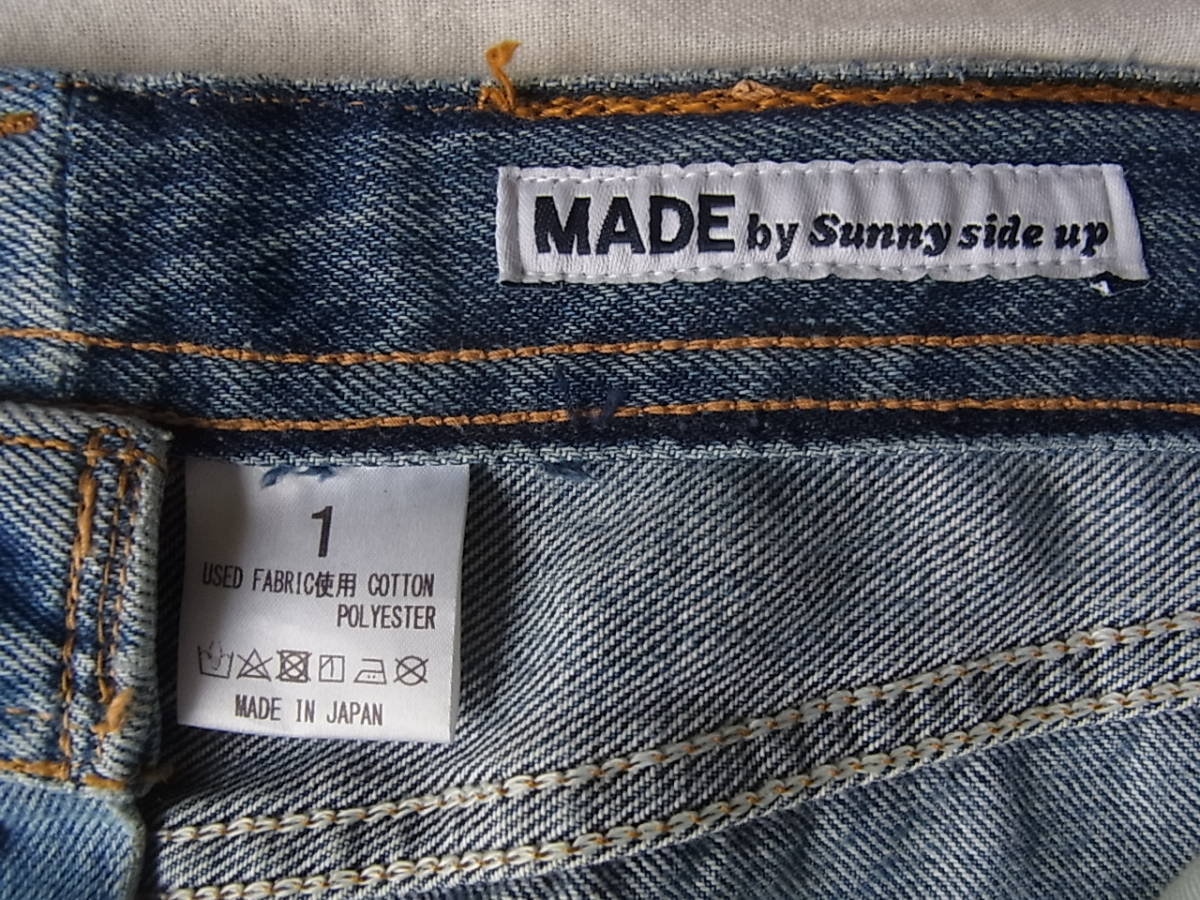 MADE by Sunny side up
1
USED FABRIC使用 COTTON
POLYESTER
MADE IN JAPAN